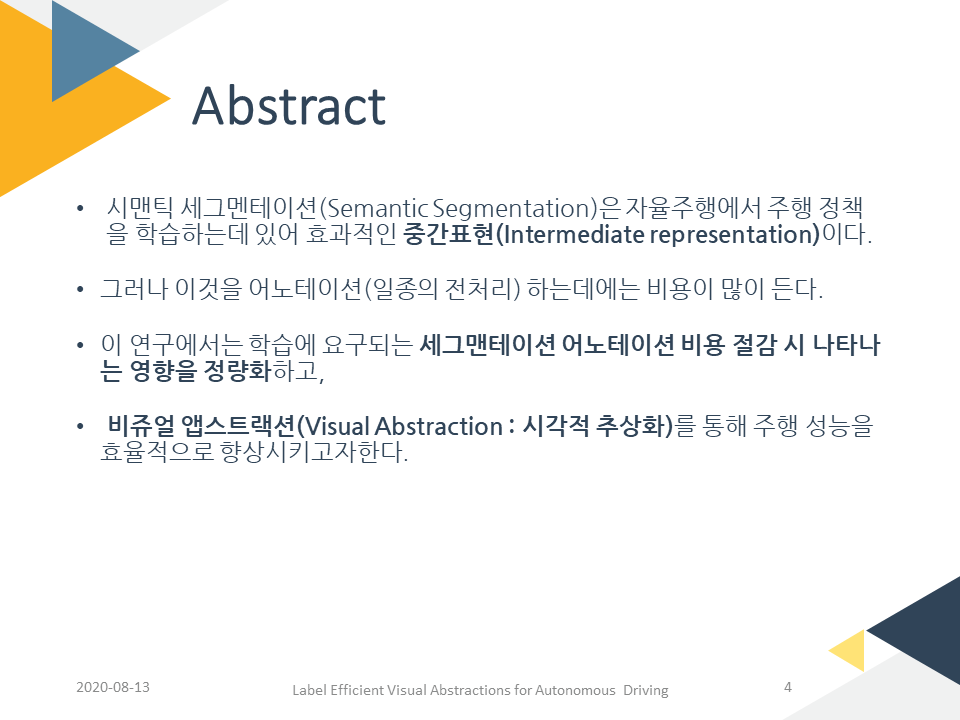 Abstract
• 시맨틱 세그멘테이션(Semantic Segmentation)은 자율주행에서 주행 정책
을 학습하는데 있어 효과적인 중간표현(Intermediate representation)이다.
• 그러나 이것을 어노테이션(일종의 전처리) 하는데에는 비용이 많이 든다.
• 이 연구에서는 학습에 요구되는 세그맨테이션 어노테이션 비용 절감 시 나타나
는 영향을 정량화하고,
• 비쥬얼 앱스트랙션(Visual Abstraction : 시각적 추상화)를 통해 주행 성능을
효율적으로 향상시키고자한다.
2020-08-13
Label Efficient Visual Abstractions for Autonomous Driving
4